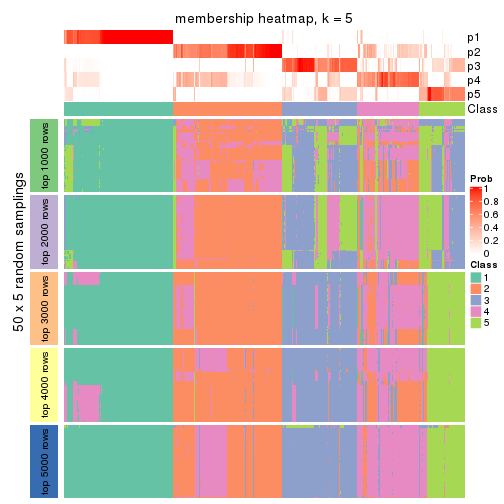 membership heatmap, k = 5
p1
p2
p3
p4
p5
Class
50 x 5 random samplings
top 1000 rows
top 2000 rows
top 3000 rows
top 4000 rows
top 5000 rows
Prob
1
0.8
0.6
0.4
0.2
0
Class
1
2
3
4
5